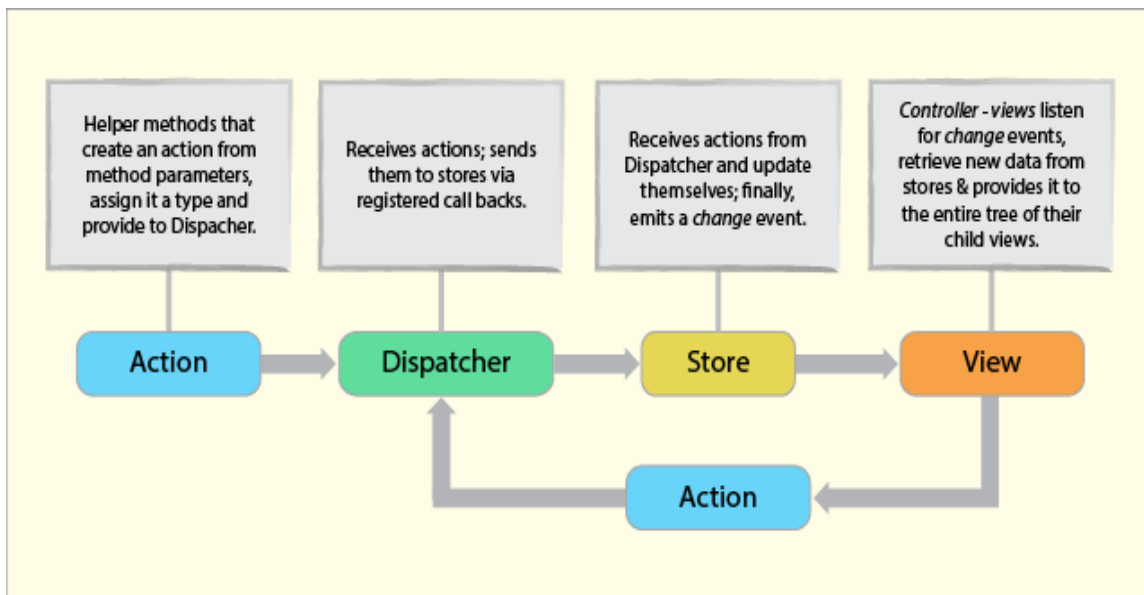 Helper methods that
create an action from
method parameters,
assign it a type and
provide to Dispacher.
Receives actions; sends
them to stores via
registered call backs.
Receives actions from
Dispatcher and update
themselves; finally,
emits a change event.
Controller - views listen
for change events,
retrieve new data from
stores & provides it to
the entire tree of their
child views.
Action
Dispatcher
Store
View
Action